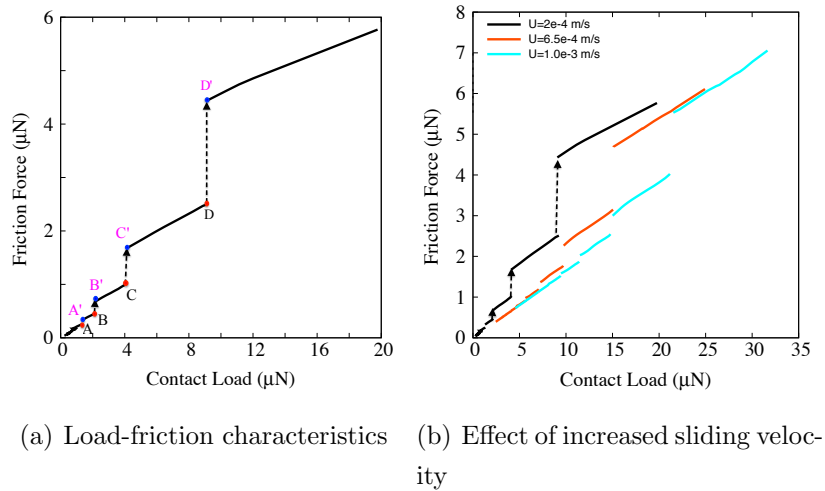 6
4
2
0
Friction Force (μN)
0 4 8 12 16 20
Contact Load (μN)
A'
A
B'
B
C'
C
D'
D
8
7
6
5
4
3
2
1
0
Friction Force (μN)
0 5 10 15 20 25 30 35
Contact Load (μN)
U=2e-4 m/s
U=6.5e-4 m/s
U=1.0e-3 m/s
(a) Load-friction characteristics
(b) Effect of increased sliding veloc-
ity